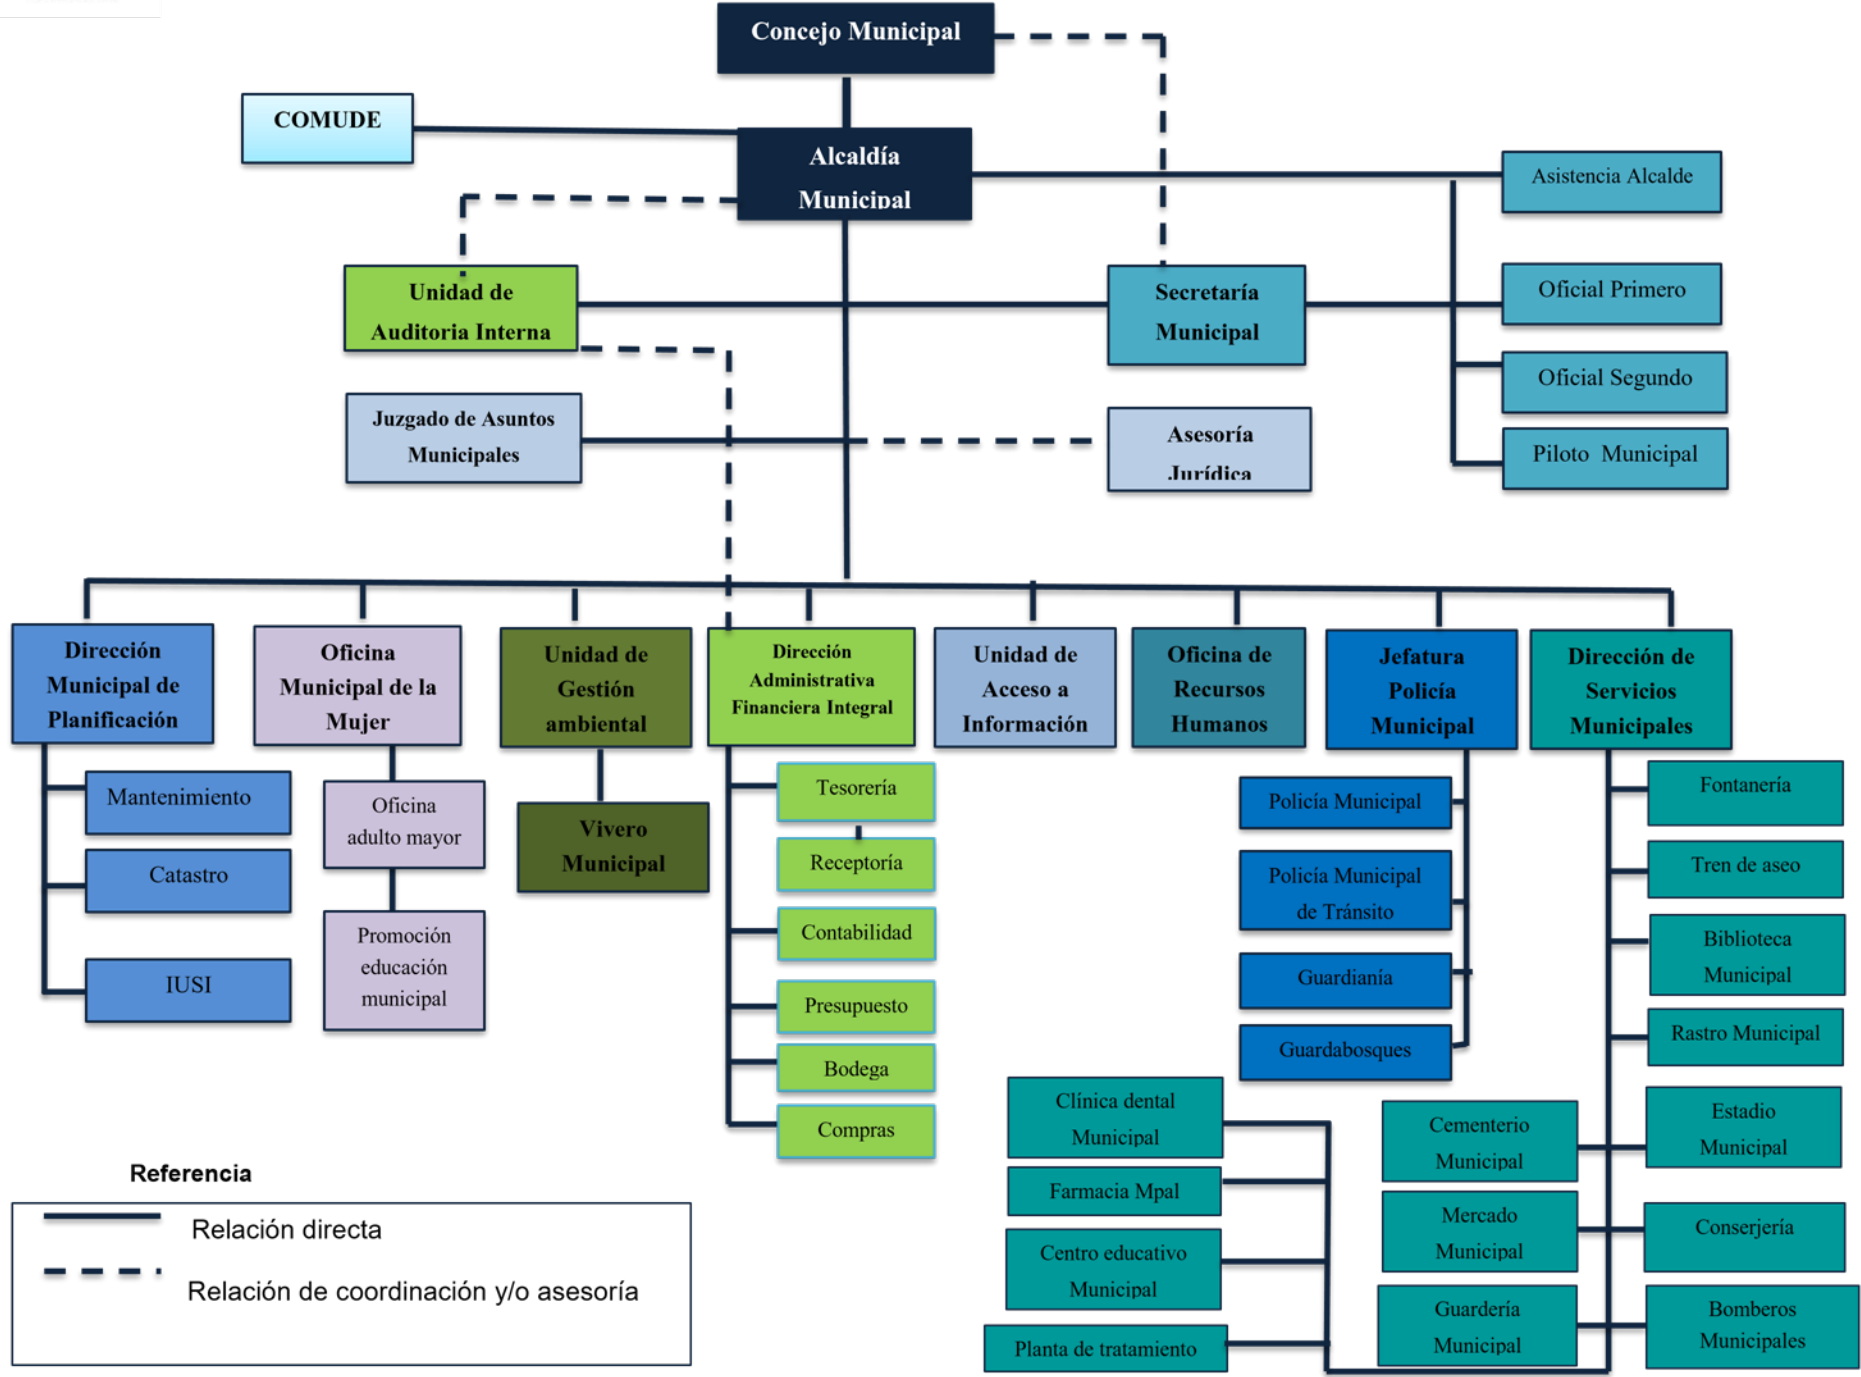 Concejo Municipal
COMUDE
Alcaldía
Municipal
Asistencia Alcalde
Unidad de
Auditoria Interna
Secretaría
Municipal
Oficial Primero
Oficial Segundo
Juzgado de Asuntos
Municipales
Asesoría
Jurídica
Piloto Municipal
Dirección
Municipal de
Planificación
Oficina
Municipal de la
Mujer
Unidad de
Gestión
ambiental
Dirección
Administrativa
Financiera Integral
Unidad de
Acceso a
Información
Oficina de
Recursos
Humanos
Jefatura
Policía
Municipal
Dirección de
Servicios
Municipales
Mantenimiento
Catastro
IUSI
Oficina
adulto mayor
Promoción
educación
municipal
Vivero
Municipal
Tesorería
Receptoría
Contabilidad
Presupuesto
Bodega
Compras
Policía Municipal
Policía Municipal
de Tránsito
Guardianía
Guardabosques
Fontanería
Tren de aseo
Biblioteca
Municipal
Rastro Municipal
Estadio
Municipal
Conserjería
Bomberos
Municipales
Cementerio
Municipal
Mercado
Municipal
Guardería
Municipal
Clínica dental
Municipal
Farmacia Mpal
Centro educativo
Municipal
Planta de tratamiento
Referencia
Relación directa
Relación de coordinación y/o asesoría